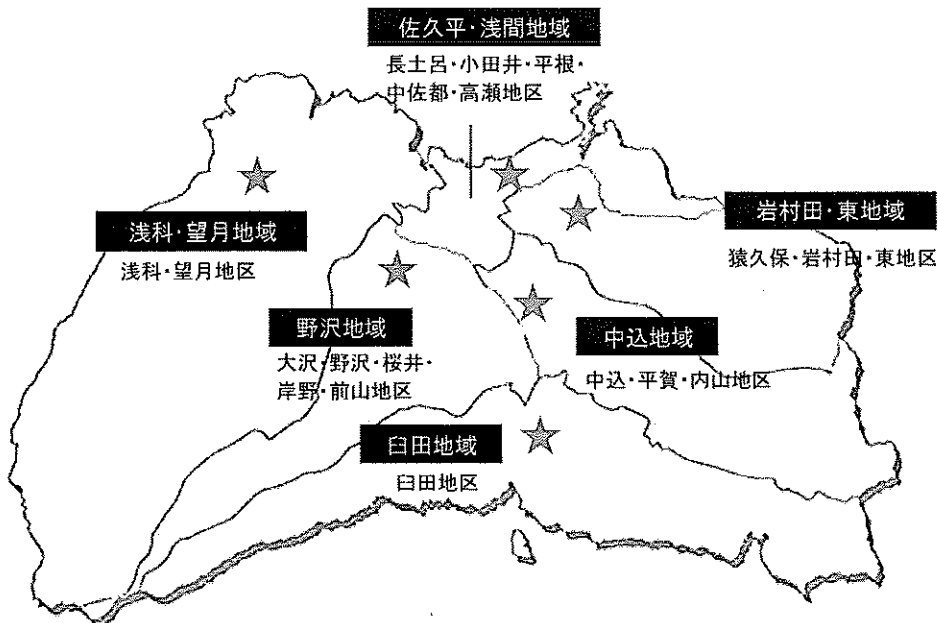 佐久平・浅間地域
長土呂・小田井・平根・
中佐都・高瀬地区
岩村田・東地域
猿久保・岩村田・東地区
浅科・望月地域
浅科・望月地区
野沢地域
大沢・野沢・桜井・
岸野・前山地区
中込地域
中込・平賀・内山地区
臼田地域
臼田地区